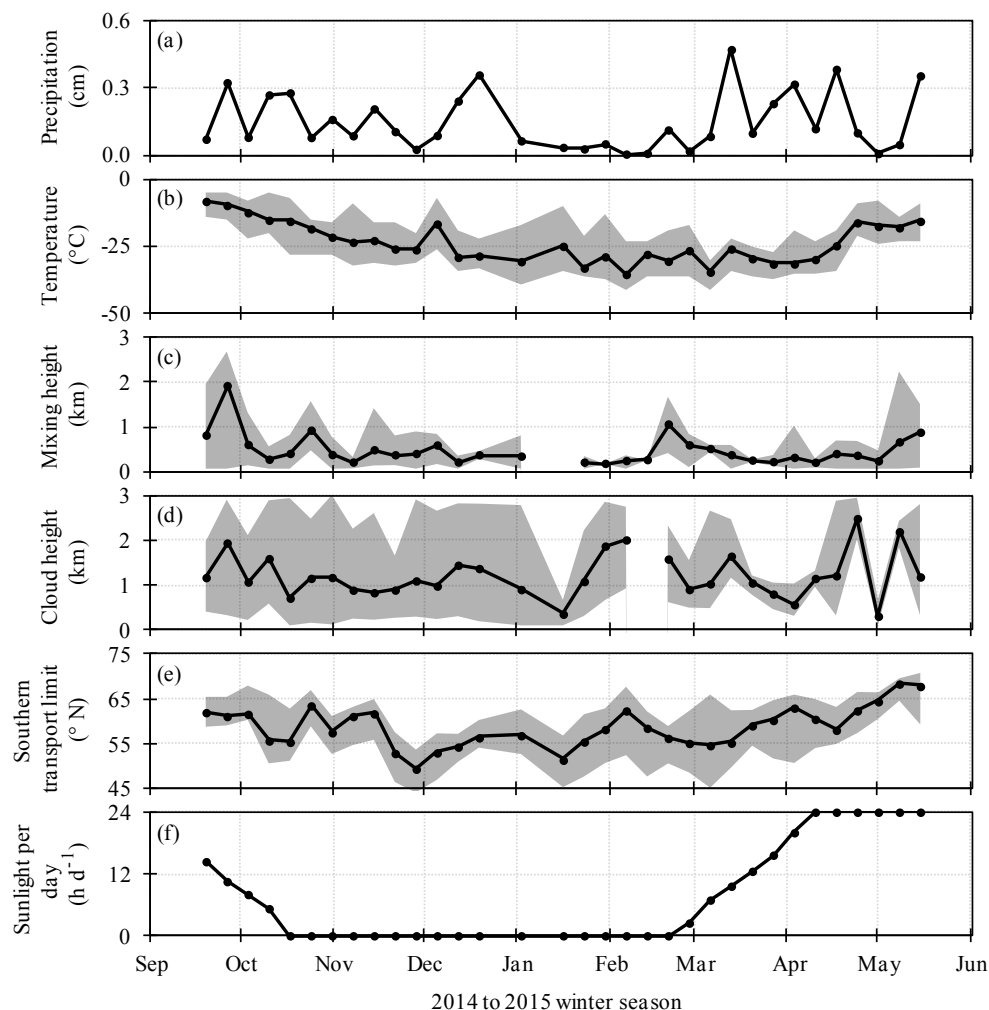 Precipitation
(cm)
0.6
0.3
0.0
(a)
Temperature
(°C)
0
-25
-50
(b)
Mixing height
(km)
3
2
1
0
(c)
Cloud height
(km)
3
2
1
0
(d)
Southern
transport limit
(° N)
75
65
55
45
(e)
Sunlight per
day
(h d⁻¹)
24
12
0
(f)
Sep Oct Nov Dec Jan Feb Mar Apr May Jun
2014 to 2015 winter season